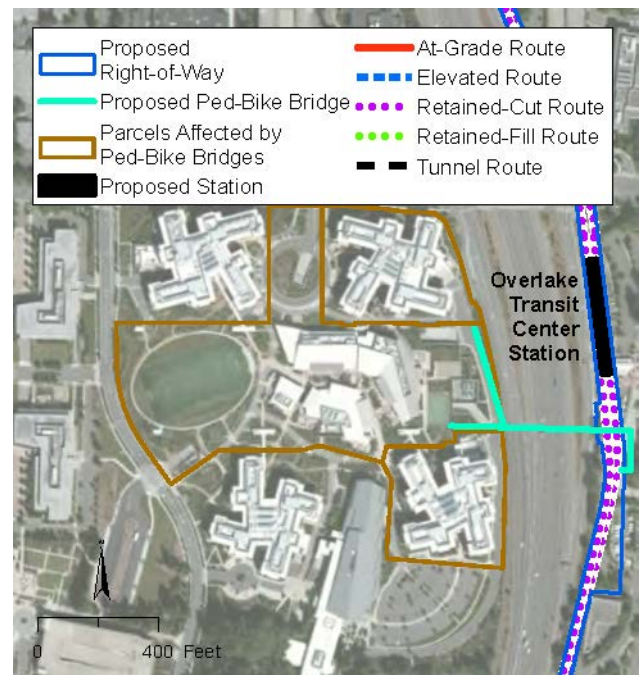 Proposed
Right-of-Way
Proposed Ped-Bike Bridge
Parcels Affected by
Ped-Bike Bridges
Proposed Station
At-Grade Route
Elevated Route
Retained-Cut Route
Retained-Fill Route
Tunnel Route
Overlake
Transit
Center
Station
N
0 400 Feet